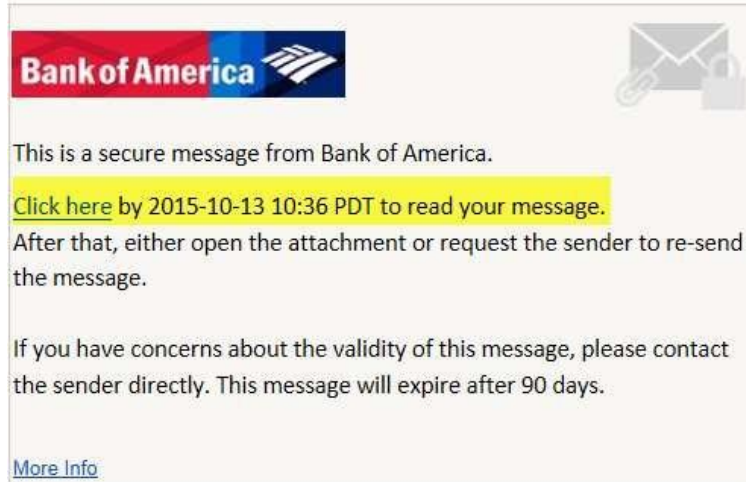 Bank of America
This is a secure message from Bank of America.
Click here by 2015-10-13 10:36 PDT to read your message.
After that, either open the attachment or request the sender to re-send
the message.
If you have concerns about the validity of this message, please contact
the sender directly. This message will expire after 90 days.
More Info